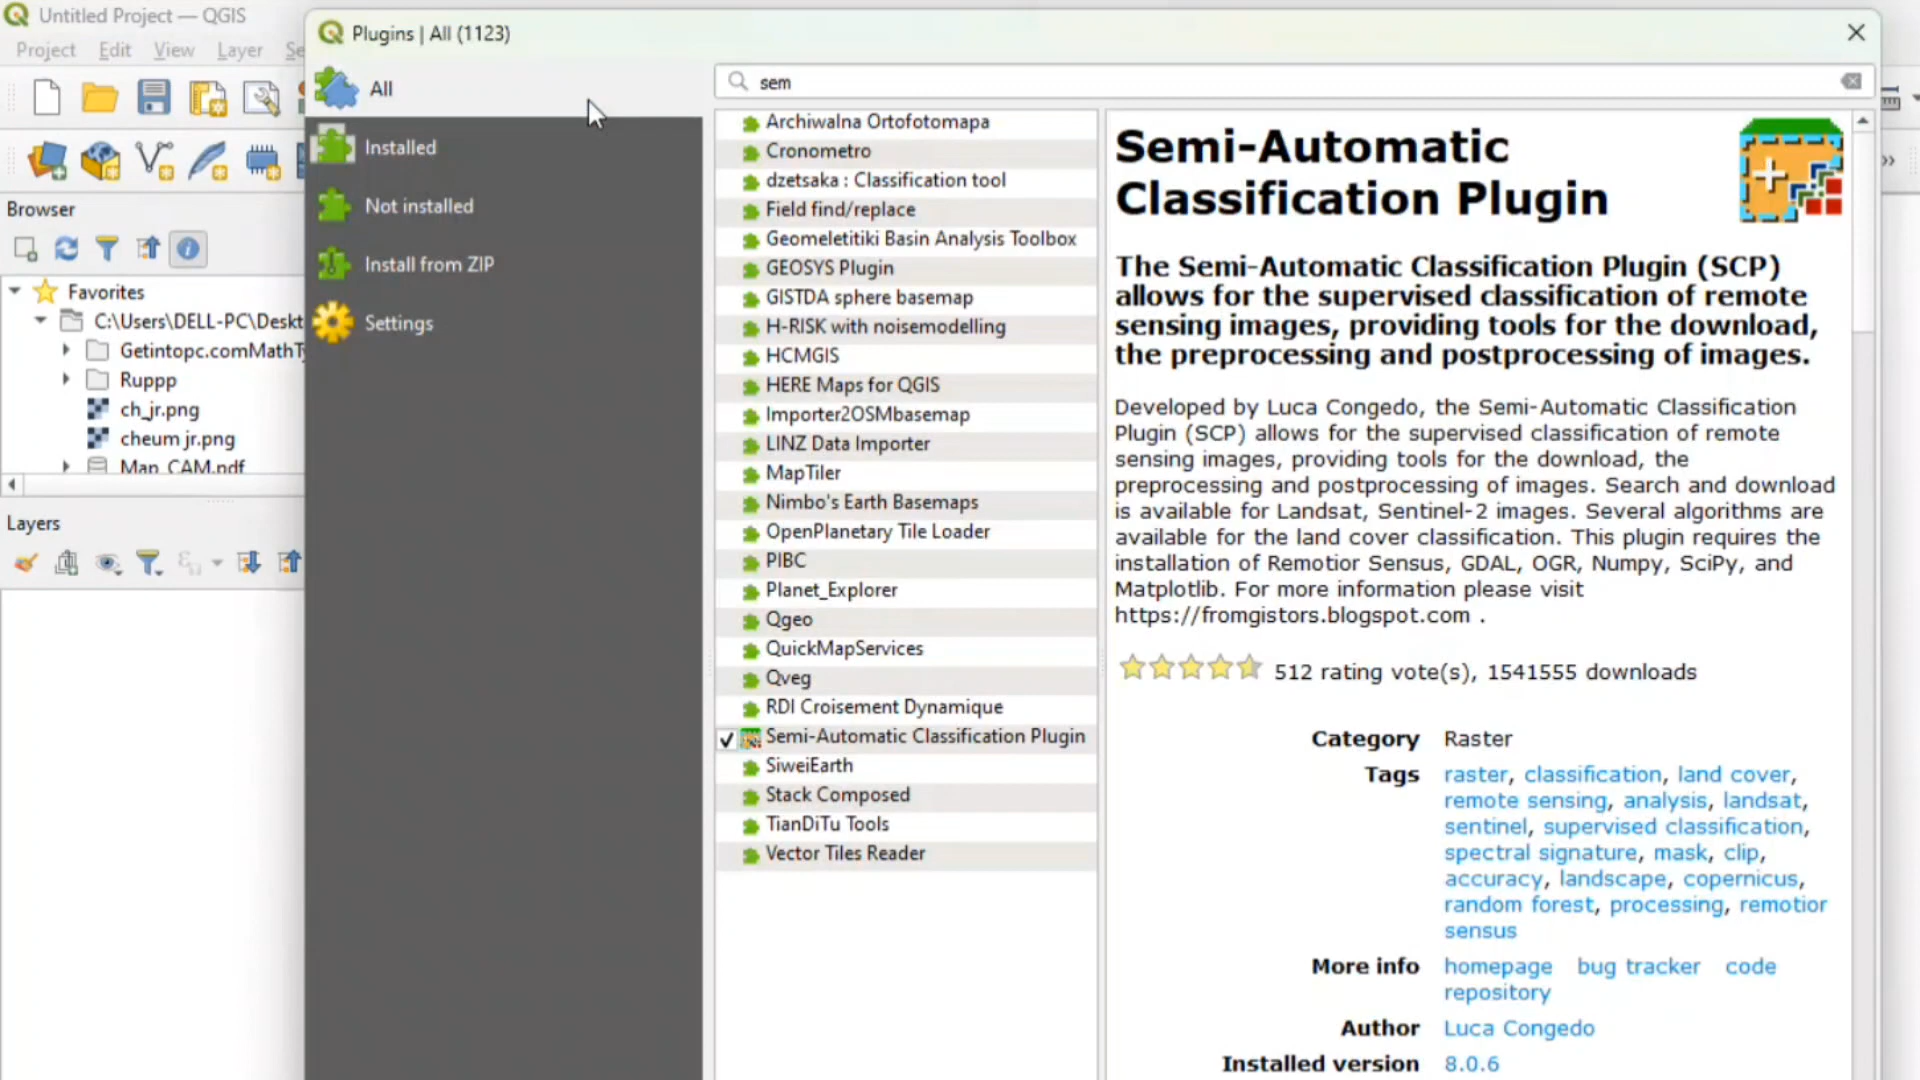 Untitled Project — QGIS
Project Edit View Layer Se
Browser
Favorites
C:\Users\DELL-PC\Deskt
Getintopc.comMathTy
Ruppp
ch_jr.png
cheum jr.png
Map_CAM.pdf
Layers
Plugins | All (1123)
All
Installed
Not installed
Install from ZIP
Settings
sem
Archiwalna Ortofotomapa
Cronometro
dzetsaka : Classification tool
Field find/replace
Geomeletitiki Basin Analysis Toolbox
GEOSYS Plugin
GISTDA sphere basemap
H-RISK with noisemodelling
HCMGIS
HERE Maps for QGIS
Importer2OSMbasemap
LINZ Data Importer
MapTiler
Nimbo's Earth Basemaps
OpenPlanetary Tile Loader
PIBC
Planet_Explorer
Qgeo
QuickMapServices
Qveg
RDI Croisement Dynamique
Semi-Automatic Classification Plugin
SiweiEarth
Stack Composed
TianDiTu Tools
Vector Tiles Reader
Semi-Automatic
Classification Plugin
The Semi-Automatic Classification Plugin (SCP)
allows for the supervised classification of remote
sensing images, providing tools for the download,
the preprocessing and postprocessing of images.
Developed by Luca Congedo, the Semi-Automatic Classification
Plugin (SCP) allows for the supervised classification of remote
sensing images, providing tools for the download, the
preprocessing and postprocessing of images. Search and download
is available for Landsat, Sentinel-2 images. Several algorithms are
available for the land cover classification. This plugin requires the
installation of Remotior Sensus, GDAL, OGR, Numpy, SciPy, and
Matplotlib. For more information please visit
https://fromgistors.blogspot.com .
512 rating vote(s), 1541555 downloads
Category Raster
Tags raster, classification, land cover,
remote sensing, analysis, landsat,
sentinel, supervised classification,
spectral signature, mask, clip,
accuracy, landscape, copernicus,
random forest, processing, remotior
sensus
More info homepage bug tracker code
repository
Author Luca Congedo
Installed version 8.0.6